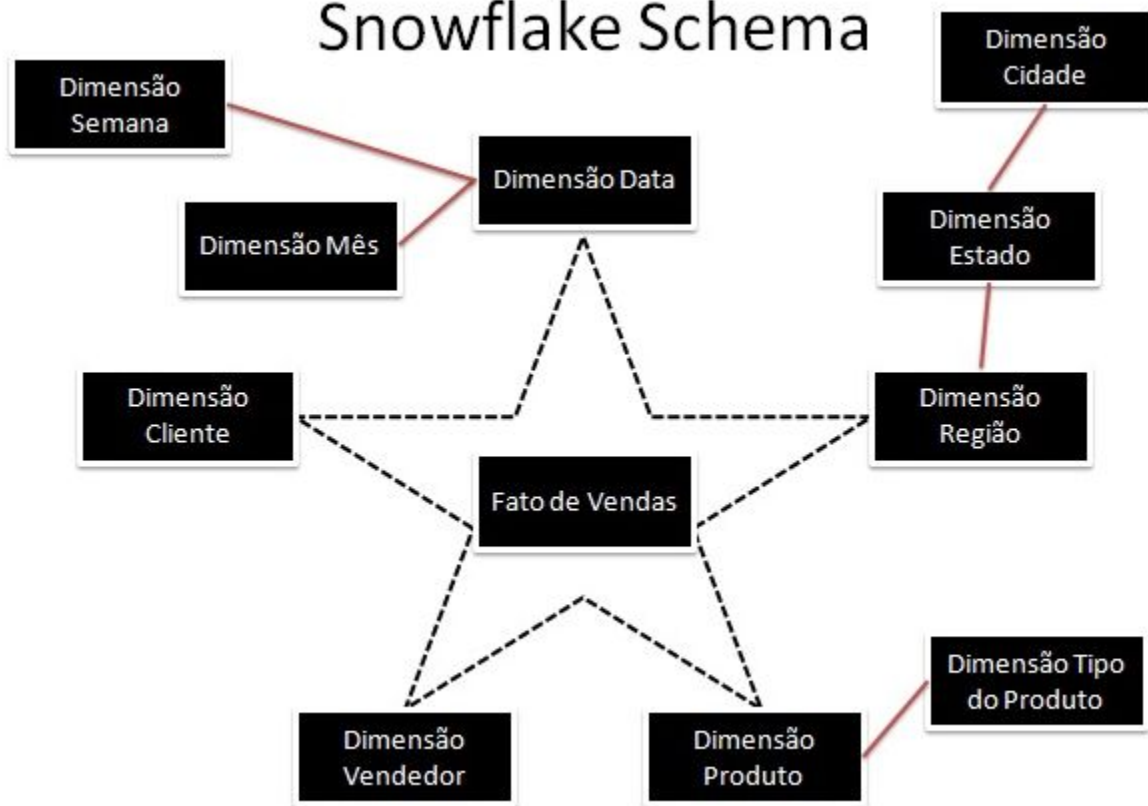 Snowflake Schema
Dimensão
Cidade
Dimensão
Semana
Dimensão Data
Dimensão Mês
Dimensão
Estado
Dimensão
Cliente
Dimensão
Região
Fato de Vendas
Dimensão Tipo
do Produto
Dimensão
Vendedor
Dimensão
Produto